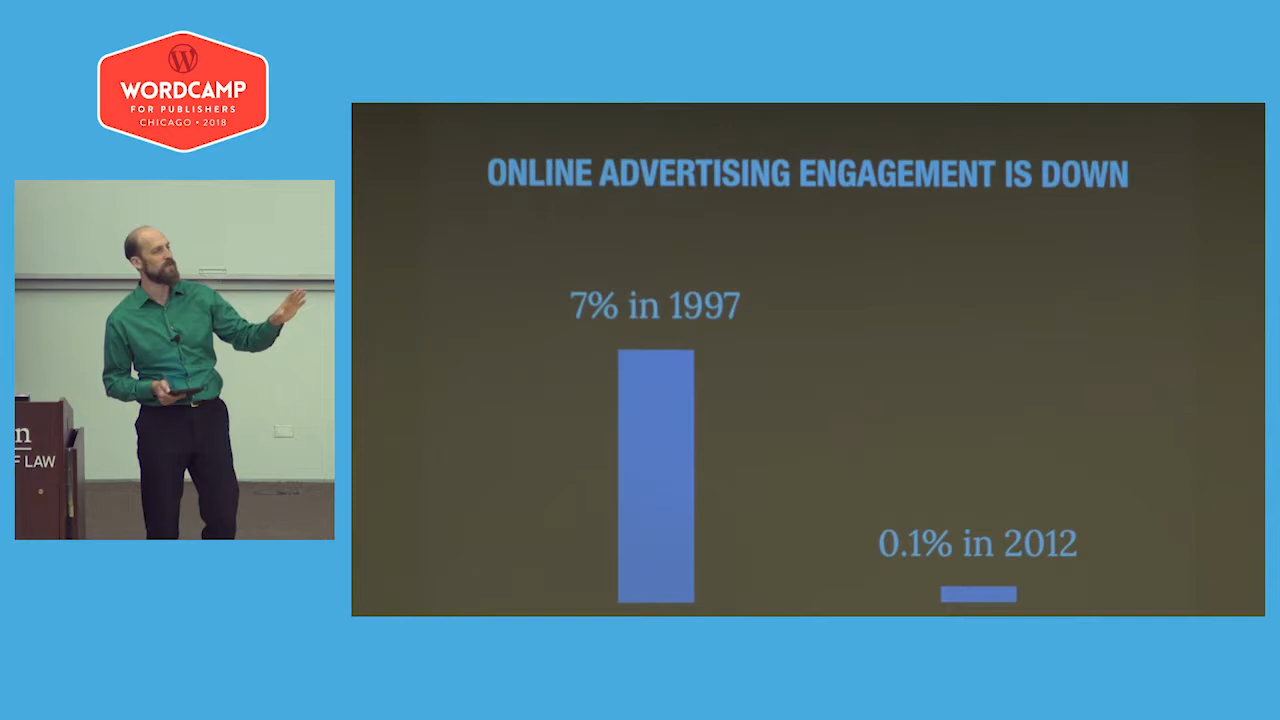 WORDCAMP
FOR PUBLISHERS
CHICAGO • 2018
ONLINE ADVERTISING ENGAGEMENT IS DOWN
7% in 1997
0.1% in 2012
n
F LAW